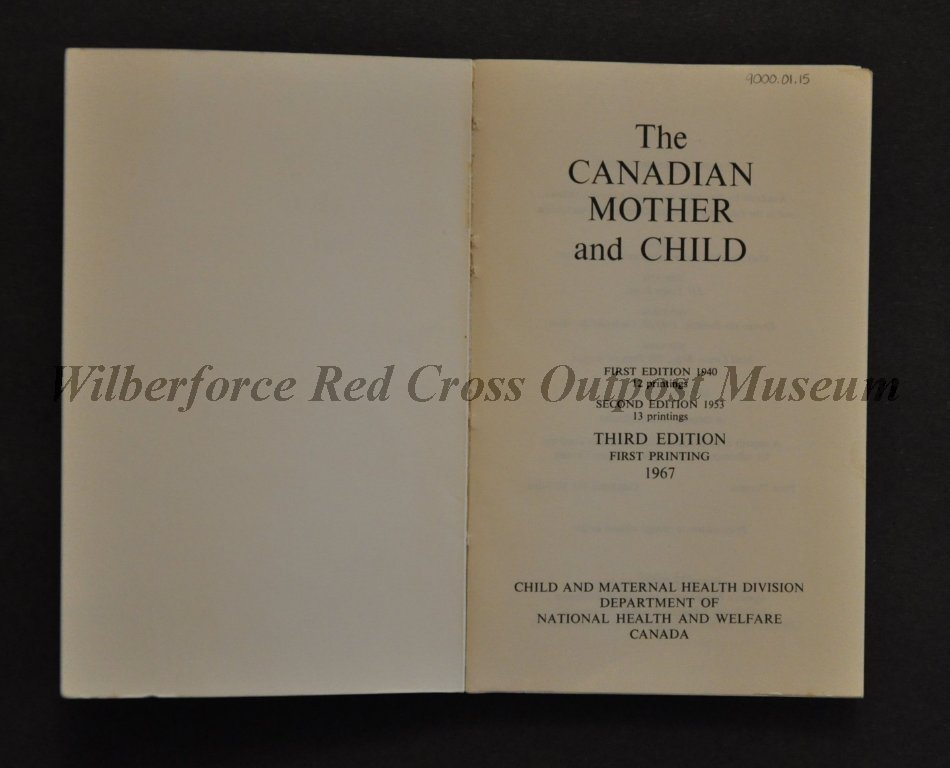 9000.01.15
The
CANADIAN
MOTHER
and CHILD
FIRST EDITION 1940
12 printings
Wilberforce Red Cross Outpost Museum
SECOND EDITION 1953
13 printings
THIRD EDITION
FIRST PRINTING
1967
CHILD AND MATERNAL HEALTH DIVISION
DEPARTMENT OF
NATIONAL HEALTH AND WELFARE
CANADA